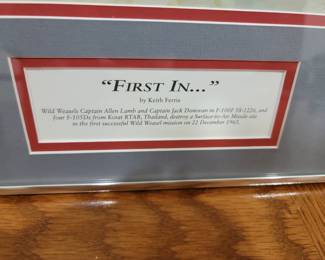 “FIRST IN...”
by Keith Ferris
Wild Weasels Captain Allen Lamb and Captain Jack Donovan in F-100F 58-1226, and
four F-105Ds from Korat RTAB, Thailand, destroy a Surface-to-Air Missile site
in the first successful Wild Weasel mission on 22 December 1965.